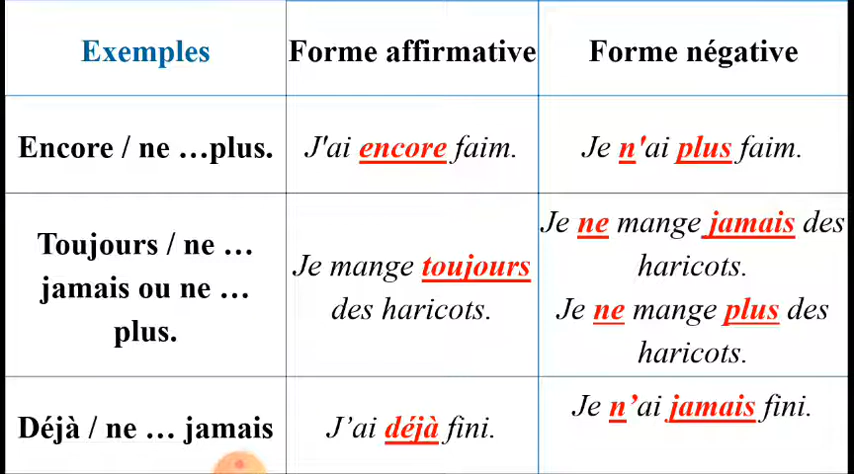 Exemples
Forme affirmative
Forme négative
Encore / ne …plus.
J'ai encore faim.
Je n'ai plus faim.
Toujours / ne …
jamais ou ne …
plus.
Je mange toujours
des haricots.
Je ne mange jamais des
haricots.
Je ne mange plus des
haricots.
Déjà / ne … jamais
J’ai déjà fini.
Je n’ai jamais fini.